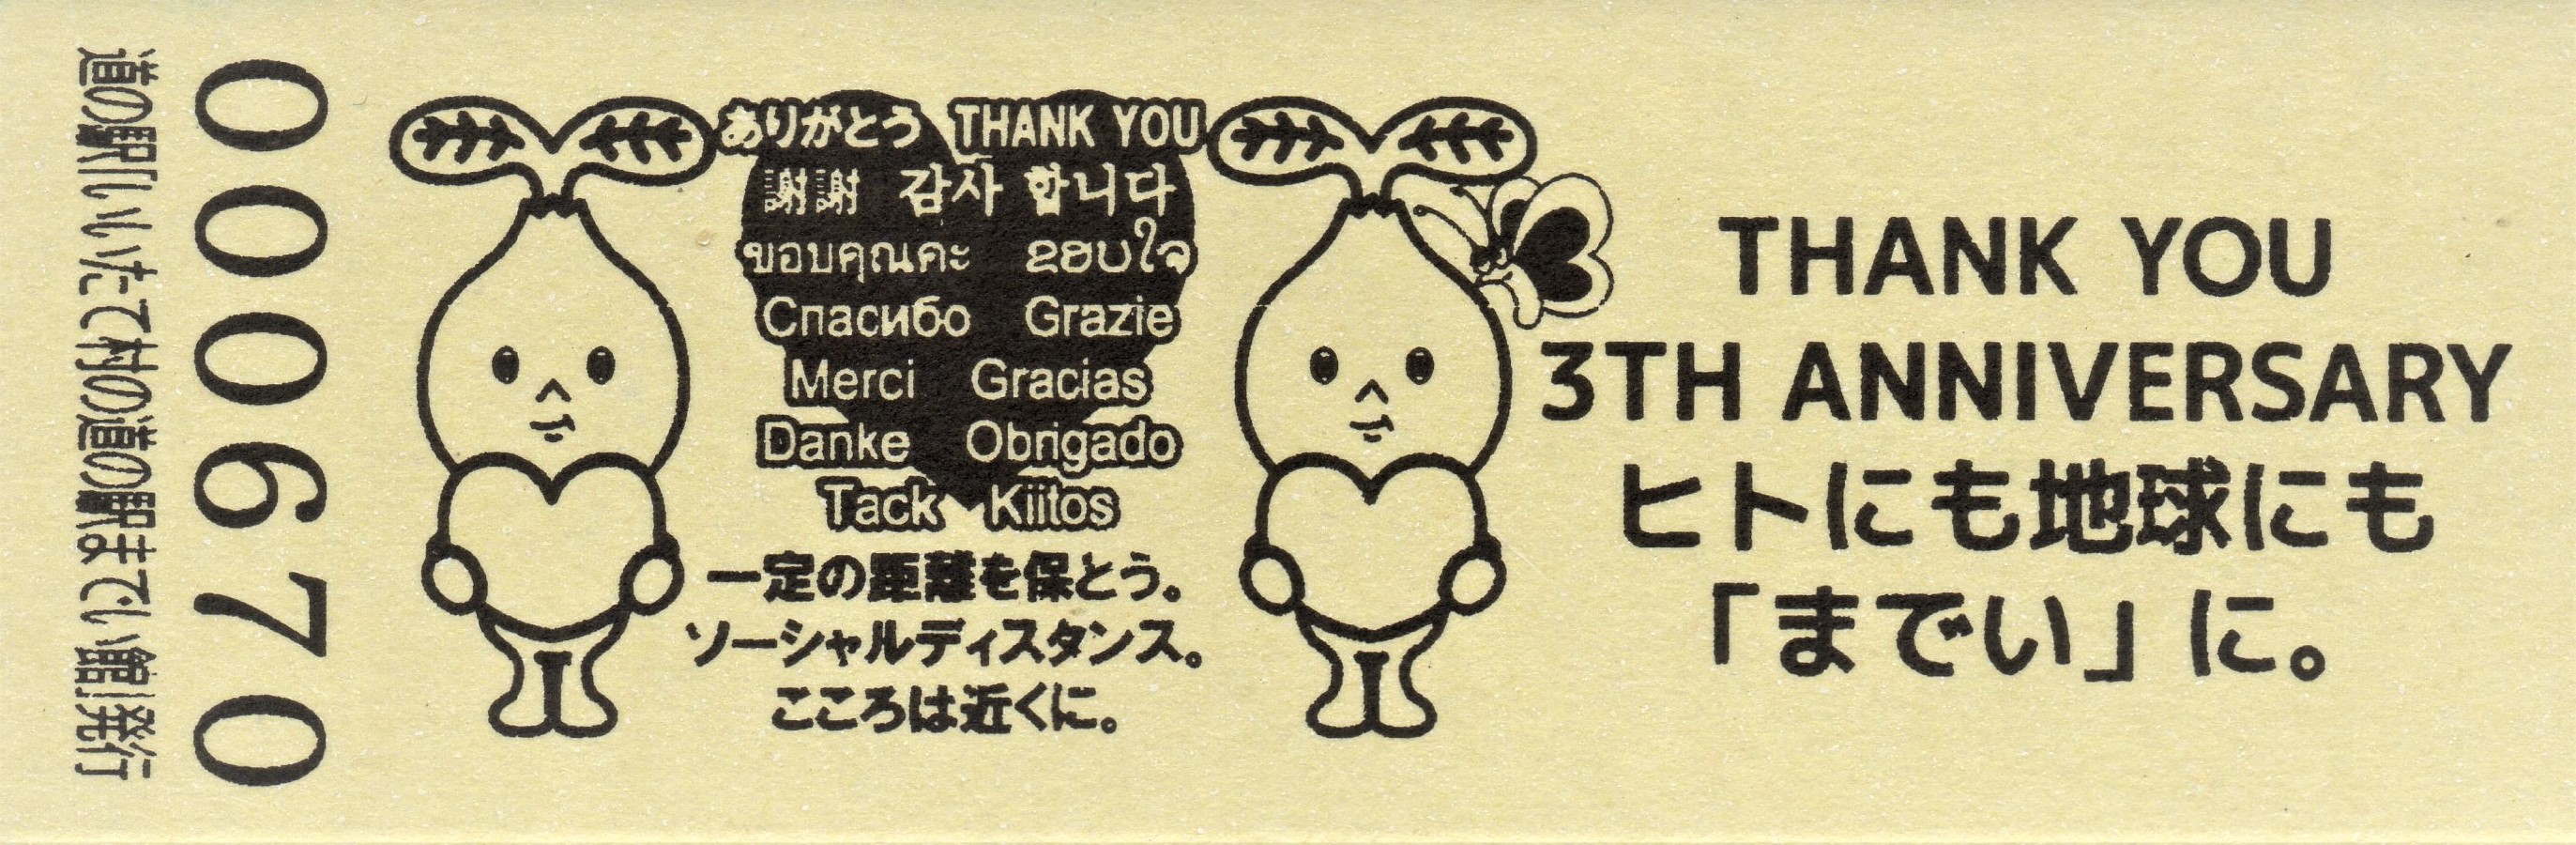 道の駅「いいたて村の道の駅までい館」発行
000670
ありがとう THANK YOU
謝謝 감사 합니다
ขอบคุณคะ ຂອບໃຈ
Спасибо Grazie
Merci Gracias
Danke Obrigado
Tack Kiitos
一定の距離を保とう。
ソーシャルディスタンス。
こころは近くに。
THANK YOU
3TH ANNIVERSARY
ヒトにも地球にも
「までい」に。